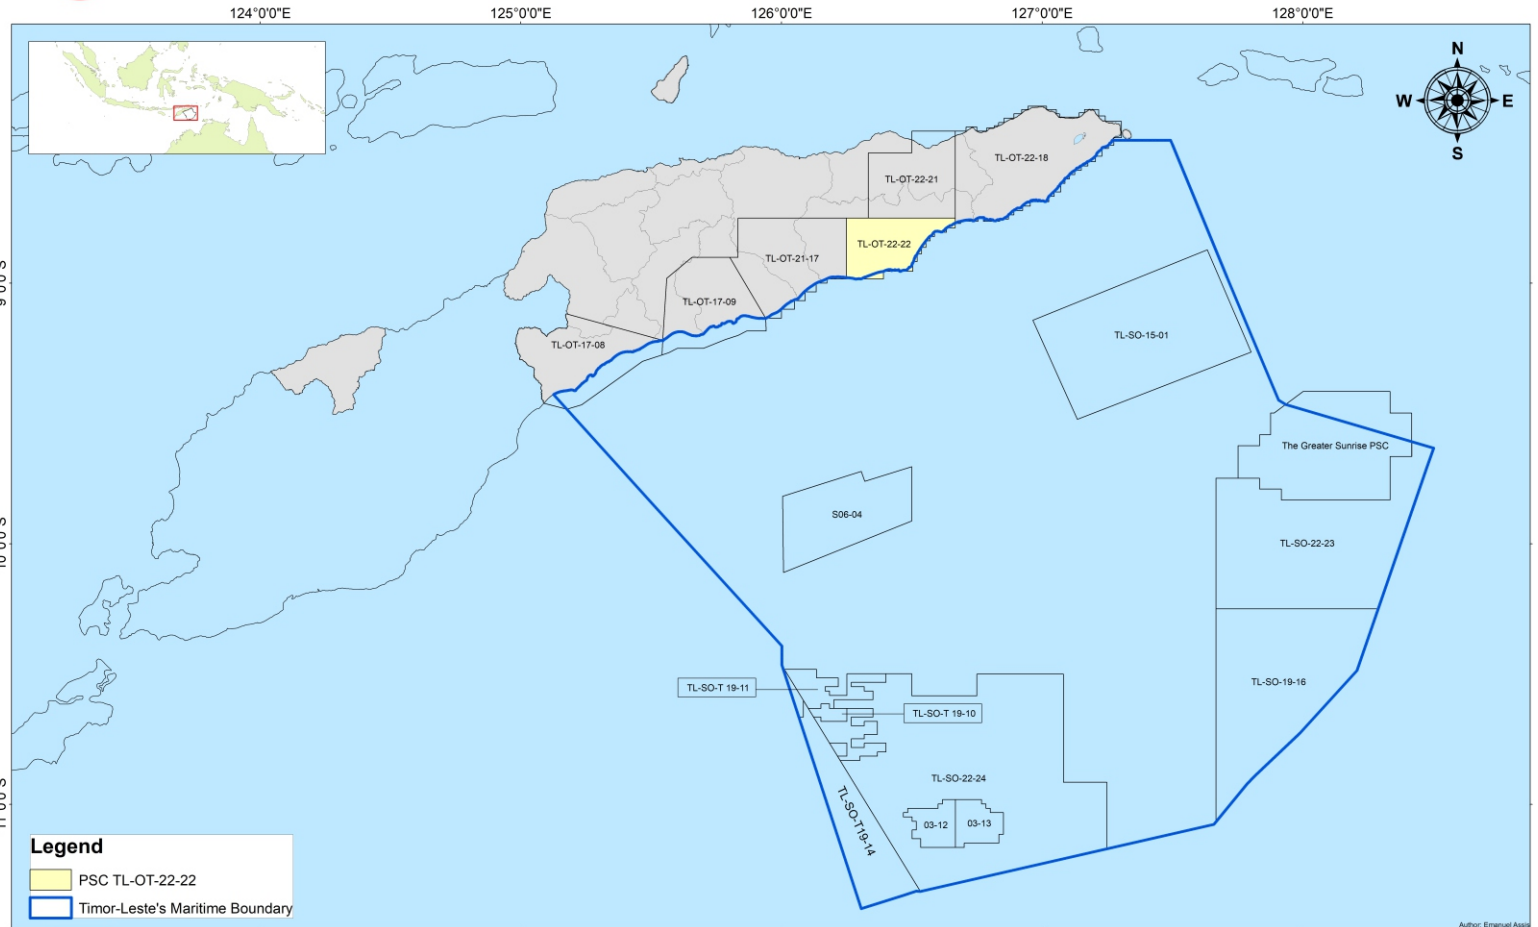 124°0'0"E
125°0'0"E
126°0'0"E
127°0'0"E
128°0'0"E
N
W
E
S
TL-OT-22-18
TL-OT-22-21
TL-OT-22-22
TL-OT-21-17
TL-OT-17-09
TL-OT-17-08
TL-SO-15-01
The Greater Sunrise PSC
S06-04
TL-SO-22-23
TL-SO-19-16
TL-SO-T 19-11
TL-SO-T 19-10
TL-SO-22-24
TL-SO-T19-14
03-12
03-13
Legend
PSC TL-OT-22-22
Timor-Leste's Maritime Boundary
Author: Emanuel Assis